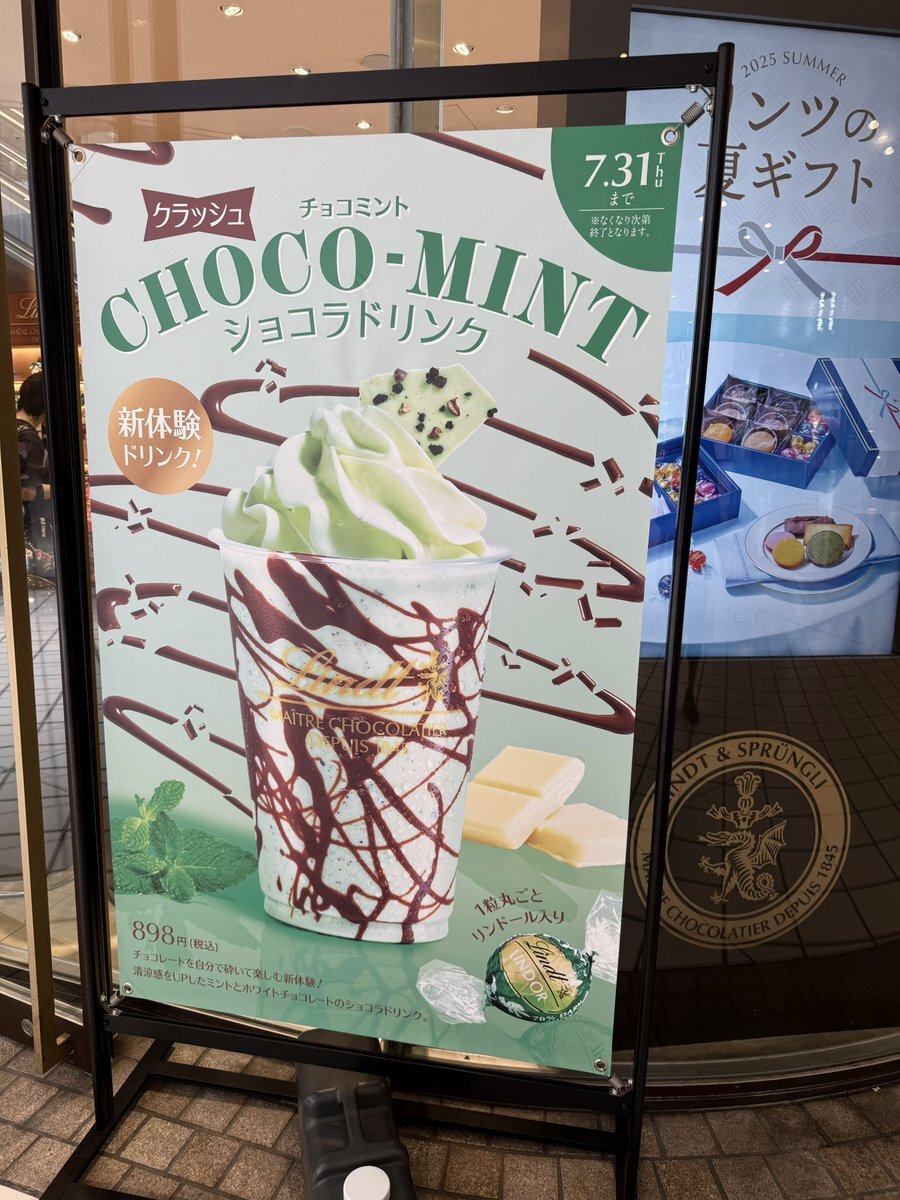 7.31 Thu
まで
※なくなり次第
終了となります。
クラッシュ
チョコミント
CHOCO-MINT
ショコラドリンク
新体験
ドリンク!
Lindt
MAÎTRE CHOCOLATIER
DEPUIS 1845
1粒丸ごと
リンドール入り
Lindt
LINDOR
70%
898円(税込)
チョコレートを自分で砕いて楽しむ新体験!
清涼感をUPしたミントとホワイトチョコレートのショコラドリンク。
2025 SUMMER
ンツの
夏ギフト
LINDT & SPRÜNGLI
CHOCOLATIER DEPUIS 1845